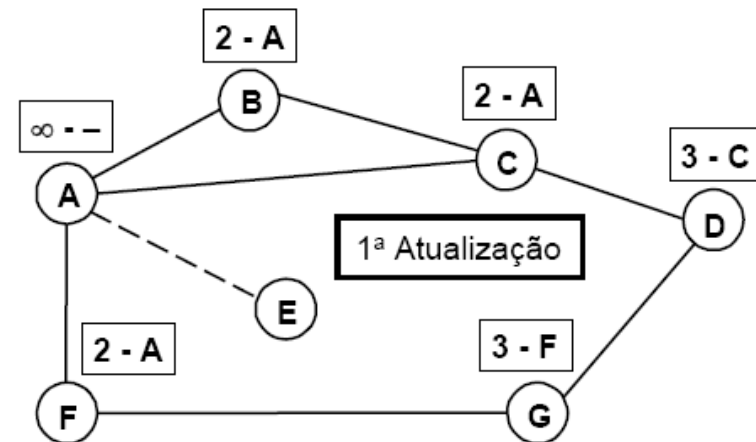 2 - A
B
2 - A
∞ - –
C
3 - C
A
D
1ª Atualização
E
2 - A
3 - F
F
G